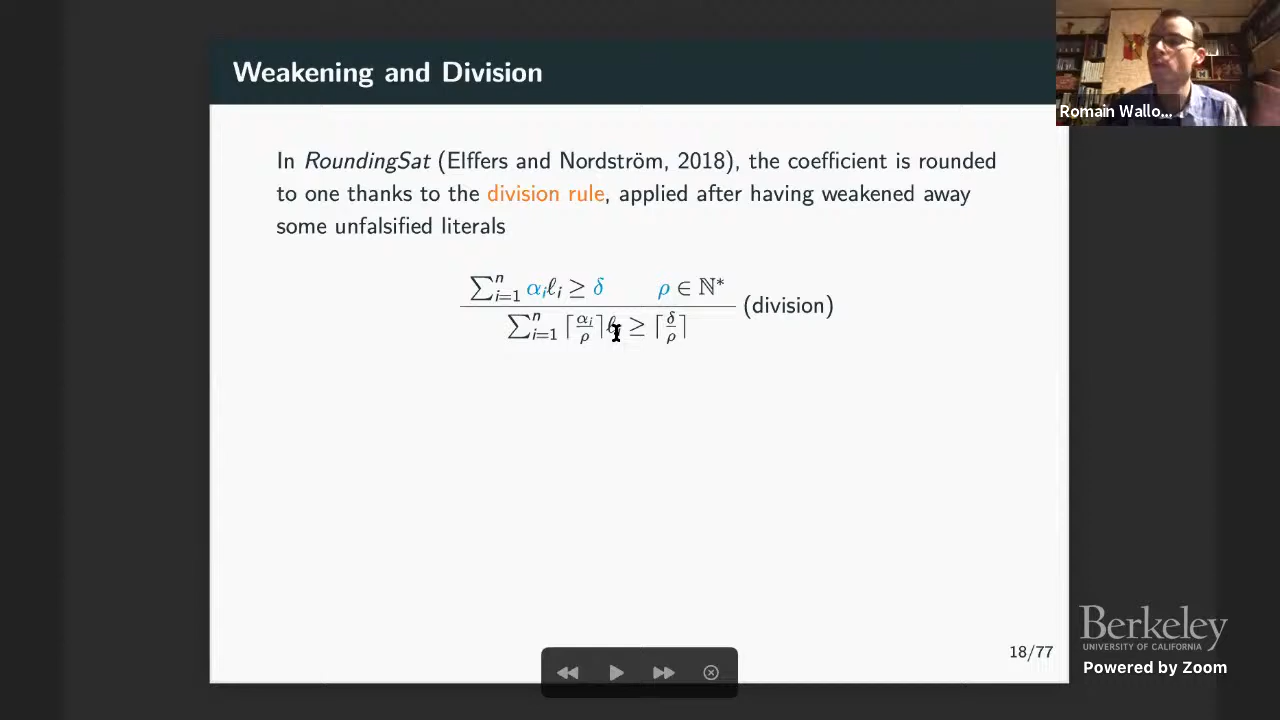 Weakening and Division
Romain Wallo...
In RoundingSat (Elffers and Nordström, 2018), the coefficient is rounded
to one thanks to the division rule, applied after having weakened away
some unfalsified literals
∑ⁿᵢ₌₁ αᵢℓᵢ ≥ δ ρ ∈ ℕ*
(division)
∑ⁿᵢ₌₁ ⌈αᵢ/ρ⌉ℓᵢ ≥ ⌈δ/ρ⌉
18/77
Berkeley
UNIVERSITY OF CALIFORNIA
Powered by Zoom